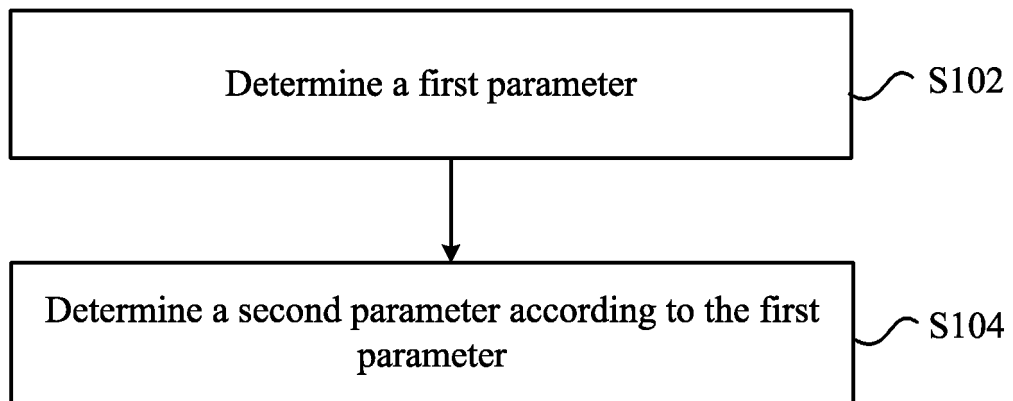 Determine a first parameter
S102
Determine a second parameter according to the first
parameter
S104